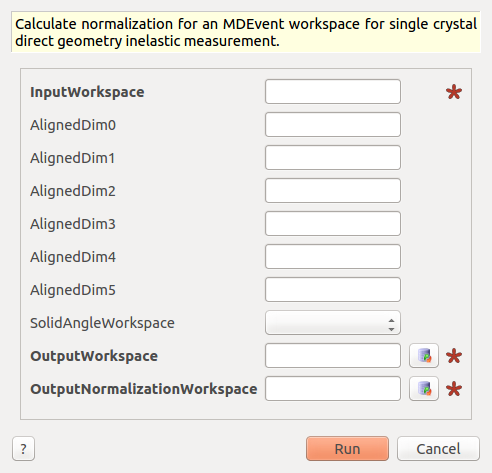 Calculate normalization for an MDEvent workspace for single crystal
direct geometry inelastic measurement.
InputWorkspace
AlignedDim0
AlignedDim1
AlignedDim2
AlignedDim3
AlignedDim4
AlignedDim5
SolidAngleWorkspace
OutputWorkspace
OutputNormalizationWorkspace
? Run Cancel